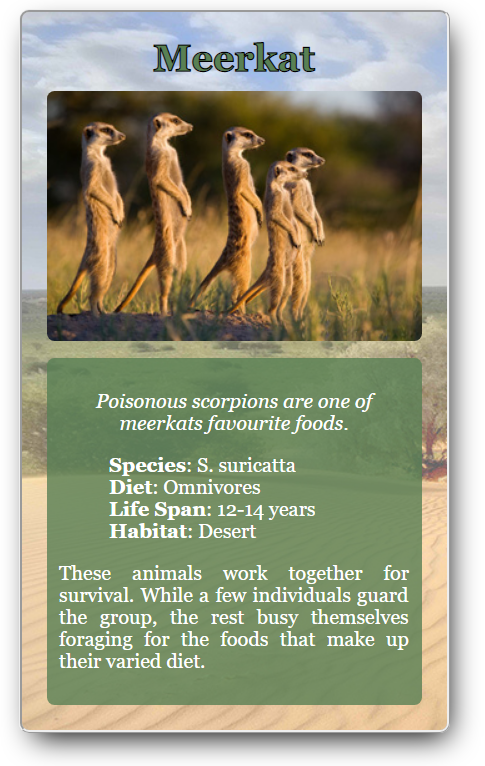 Meerkat
Poisonous scorpions are one of
meerkats favourite foods.
Species: S. suricatta
Diet: Omnivores
Life Span: 12-14 years
Habitat: Desert
These animals work together for
survival. While a few individuals guard
the group, the rest busy themselves
foraging for the foods that make up
their varied diet.